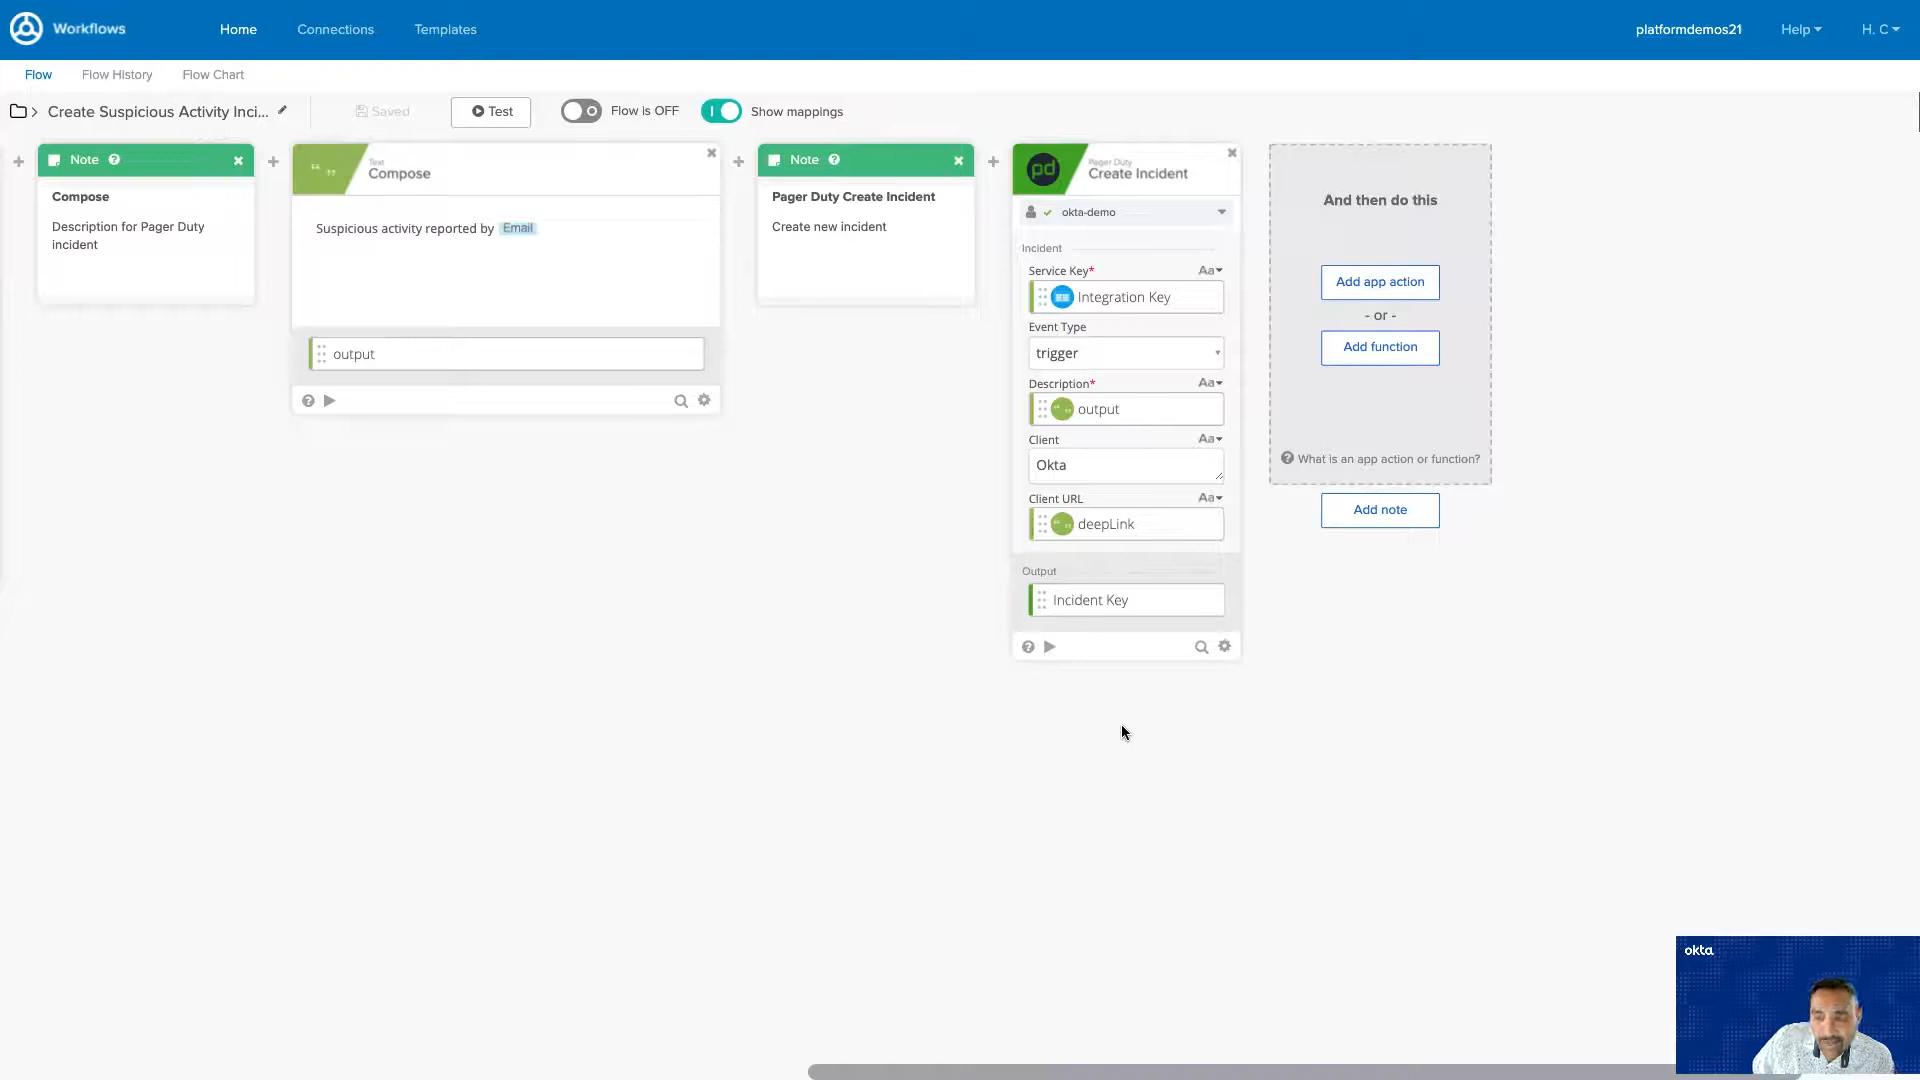 Workflows
Home
Connections
Templates
platformdemos21
Help
H. C
Flow
Flow History
Flow Chart
Create Suspicious Activity Inci...
Saved
Test
Flow is OFF
Show mappings
Note
Compose
Description for Pager Duty
incident
Text
Compose
Suspicious activity reported by Email
output
Note
Pager Duty Create Incident
Create new incident
pd
Pager Duty
Create Incident
okta-demo
Incident
Service Key*
Aa
Integration Key
Event Type
trigger
Description*
Aa
output
Client
Aa
Okta
Client URL
Aa
deepLink
Output
Incident Key
And then do this
Add app action
- or -
Add function
What is an app action or function?
Add note
okta